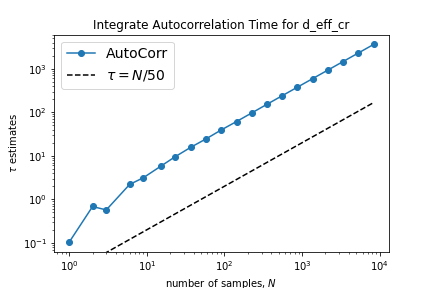 Integrate Autocorrelation Time for d_eff_cr
AutoCorr
τ = N/50
τ estimates
10³
10²
10¹
10⁰
10⁻¹
10⁰ 10¹ 10² 10³ 10⁴
number of samples, N